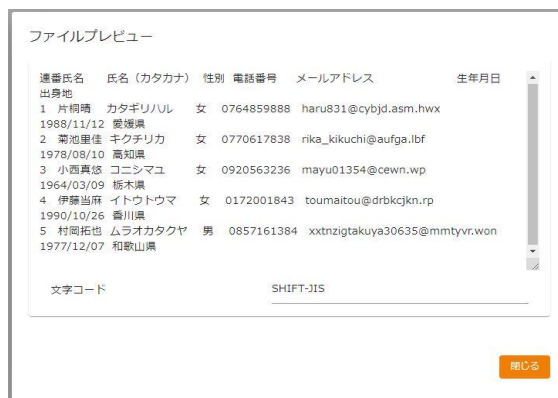 ファイルプレビュー
連番氏名 氏名（カタカナ） 性別 電話番号 メールアドレス 生年月日
出身地
1 片桐晴 カタギリハル 女 0764859888 haru831@cybjd.asm.hwx
1988/11/12 愛媛県
2 菊池里佳 キクチリカ 女 0770617838 rika_kikuchi@aufga.lbf
1978/08/10 高知県
3 小西真悠 コニシマユ 女 0920563236 mayu01354@cewn.wp
1964/03/09 栃木県
4 伊藤当麻 イトウトウマ 女 0172001843 toumaitou@drbkcjkn.rp
1990/10/26 香川県
5 村岡拓也 ムラオカタクヤ 男 0857161384 xxtnzigtakuya30635@mmtyvr.won
1977/12/07 和歌山県
文字コード SHIFT-JIS
閉じる